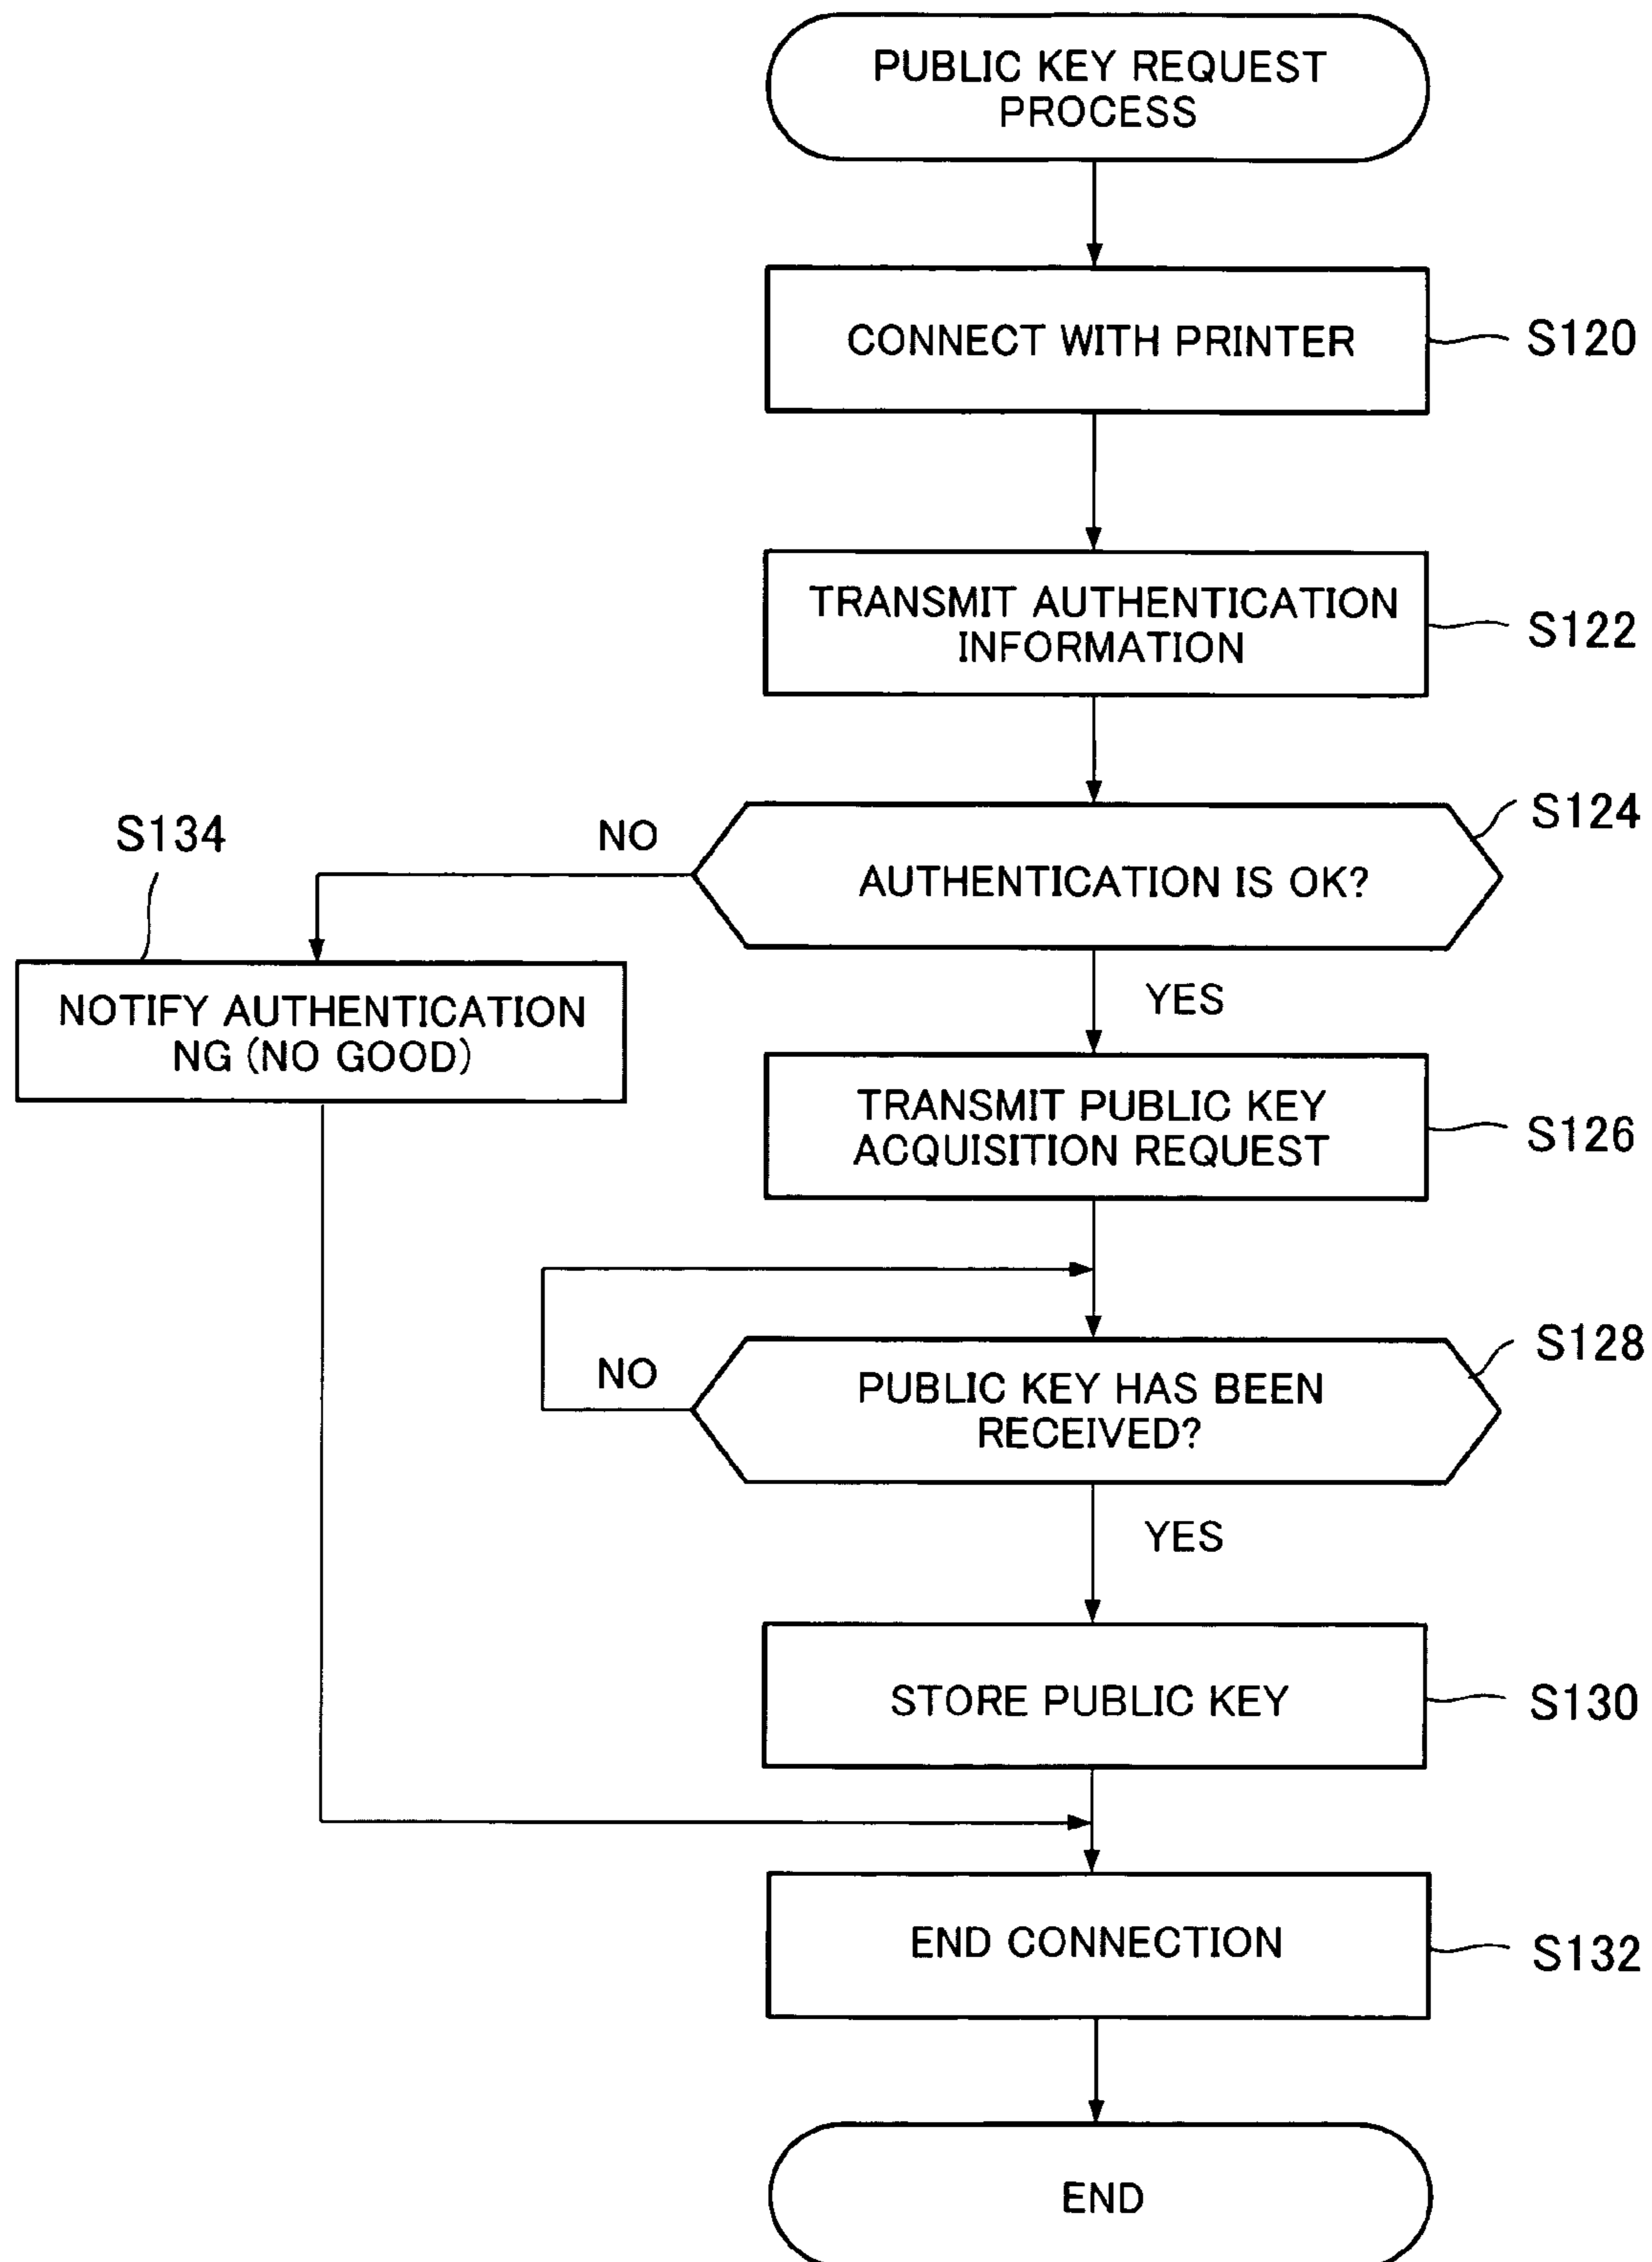 PUBLIC KEY REQUEST
PROCESS
CONNECT WITH PRINTER
S120
TRANSMIT AUTHENTICATION
INFORMATION
S122
S124
AUTHENTICATION IS OK?
NO
S134
NOTIFY AUTHENTICATION
NG (NO GOOD)
YES
TRANSMIT PUBLIC KEY
ACQUISITION REQUEST
S126
S128
NO
PUBLIC KEY HAS BEEN
RECEIVED?
YES
STORE PUBLIC KEY
S130
END CONNECTION
S132
END